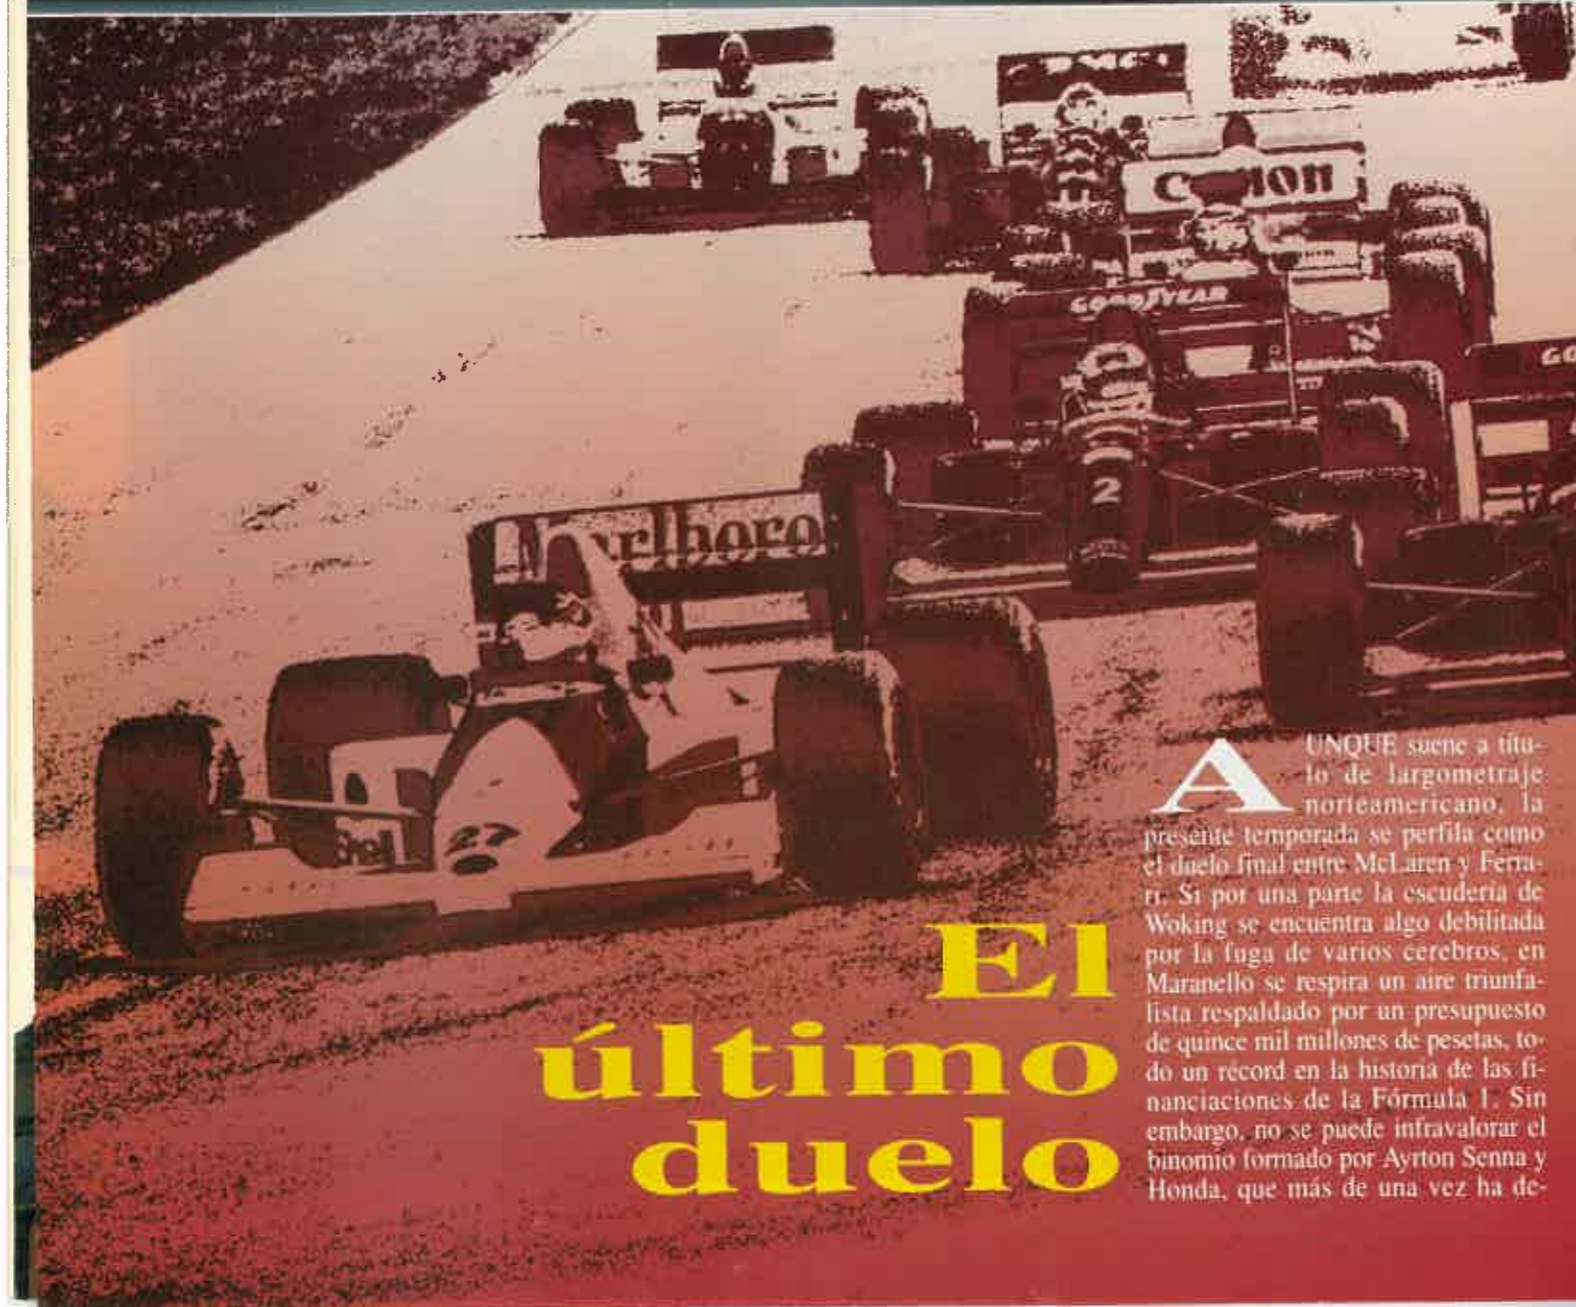 Canon
GOODYEAR
GO
2
Marlboro
27
El
último
duelo
AUNQUE suene a títu-
lo de largometraje
norteamericano, la
presente temporada se perfila como
el duelo final entre McLaren y Ferra-
ri. Si por una parte la escudería de
Woking se encuentra algo debilitada
por la fuga de varios cerebros, en
Maranello se respira un aire triunfa-
lista respaldado por un presupuesto
de quince mil millones de pesetas, to-
do un récord en la historia de las fi-
nanciaciones de la Fórmula 1. Sin
embargo, no se puede infravalorar el
binomio formado por Ayrton Senna y
Honda, que más de una vez ha de-